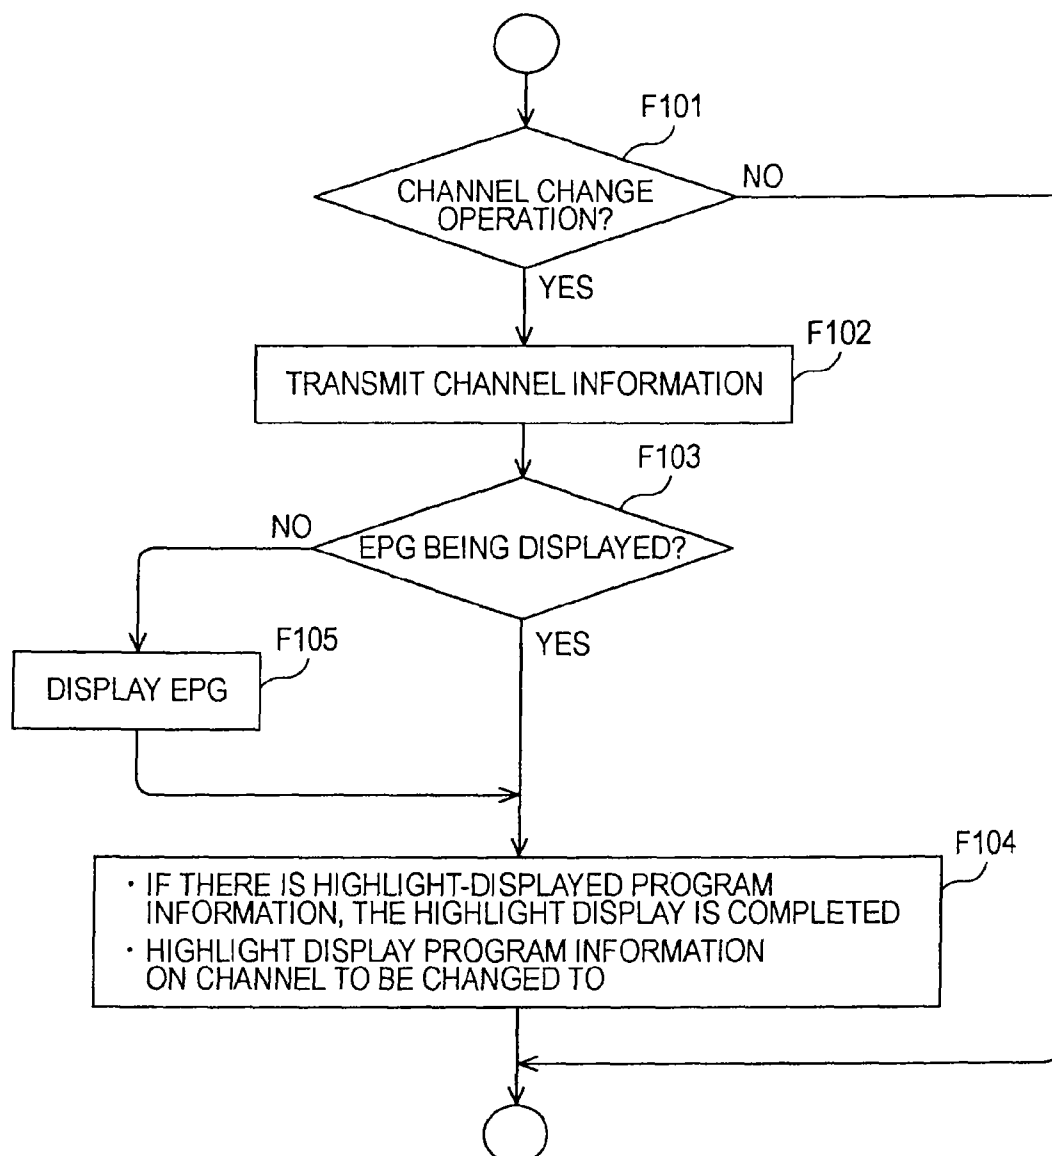 F101
CHANNEL CHANGE
OPERATION?
NO
YES
F102
TRANSMIT CHANNEL INFORMATION
F103
NO
EPG BEING DISPLAYED?
YES
F105
DISPLAY EPG
F104
· IF THERE IS HIGHLIGHT-DISPLAYED PROGRAM
INFORMATION, THE HIGHLIGHT DISPLAY IS COMPLETED
· HIGHLIGHT DISPLAY PROGRAM INFORMATION
ON CHANNEL TO BE CHANGED TO